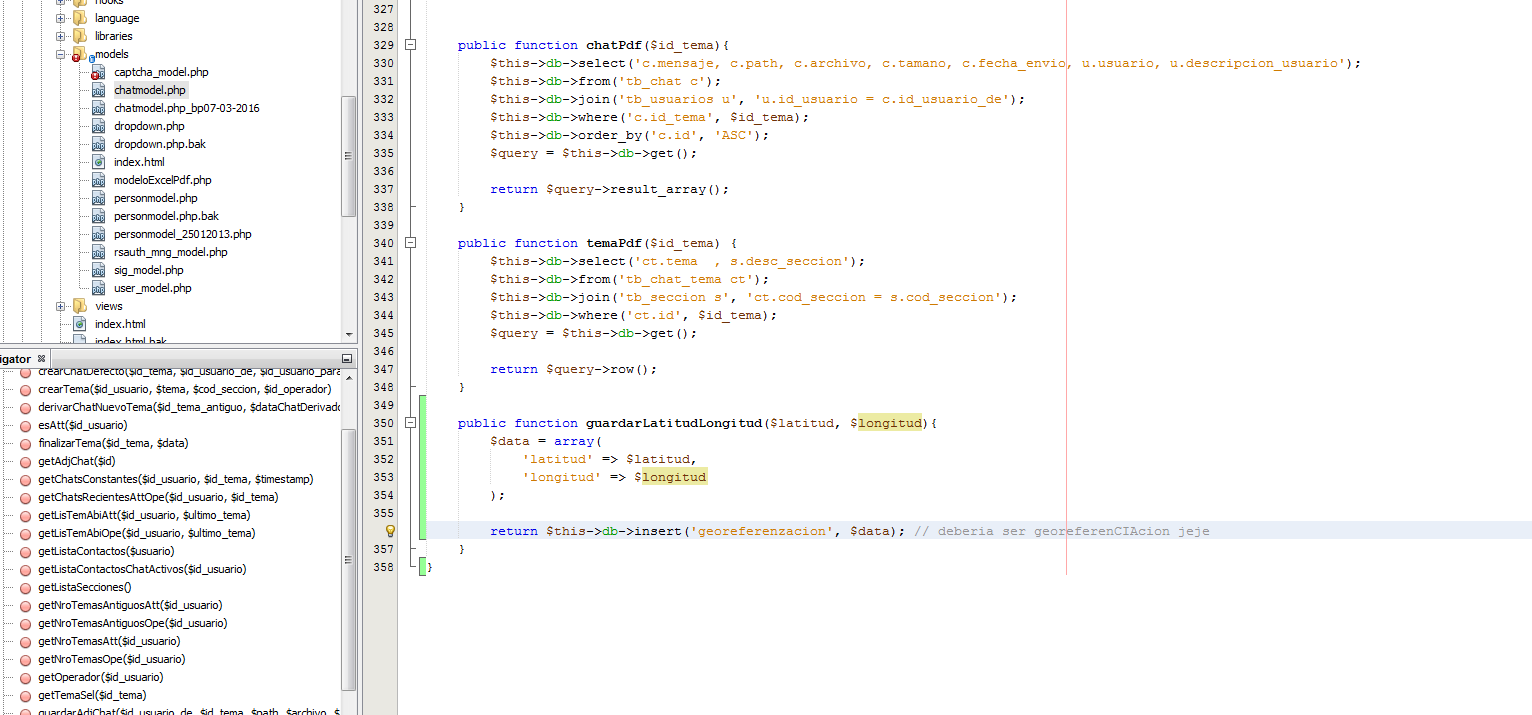 hooks
language
libraries
models
captcha_model.php
chatmodel.php
chatmodel.php_bp07-03-2016
dropdown.php
dropdown.php.bak
index.html
modeloExcelPdf.php
personmodel.php
personmodel.php.bak
personmodel_25012013.php
rsauth_mng_model.php
sig_model.php
user_model.php
views
index.html
index.html.bak
igator
crearChatDefecto($id_tema, $id_usuario_de, $id_usuario_para
crearTema($id_usuario, $tema, $cod_seccion, $id_operador)
derivarChatNuevoTema($id_tema_antiguo, $dataChatDerivado
esAtt($id_usuario)
finalizarTema($id_tema, $data)
getAdjChat($id)
getChatsConstantes($id_usuario, $id_tema, $timestamp)
getChatsRecientesAttOpe($id_usuario, $id_tema)
getLisTemAbiAtt($id_usuario, $ultimo_tema)
getLisTemAbiOpe($id_usuario, $ultimo_tema)
getListaContactos($usuario)
getListaContactosChatActivos($id_usuario)
getListaSecciones()
getNroTemasAntiguosAtt($id_usuario)
getNroTemasAntiguosOpe($id_usuario)
getNroTemasAtt($id_usuario)
getNroTemasOpe($id_usuario)
getOperador($id_usuario)
getTemaSel($id_tema)
guardarAdjChat($id_usuario_de, $id_tema, $path, $archivo, $
327
328
329 public function chatPdf($id_tema){
330 $this->db->select('c.mensaje, c.path, c.archivo, c.tamano, c.fecha_envio, u.usuario, u.descripcion_usuario');
331 $this->db->from('tb_chat c');
332 $this->db->join('tb_usuarios u', 'u.id_usuario = c.id_usuario_de');
333 $this->db->where('c.id_tema', $id_tema);
334 $this->db->order_by('c.id', 'ASC');
335 $query = $this->db->get();
336
337 return $query->result_array();
338 }
339
340 public function temaPdf($id_tema) {
341 $this->db->select('ct.tema  , s.desc_seccion');
342 $this->db->from('tb_chat_tema ct');
343 $this->db->join('tb_seccion s', 'ct.cod_seccion = s.cod_seccion');
344 $this->db->where('ct.id', $id_tema);
345 $query = $this->db->get();
346
347 return $query->row();
348 }
349
350 public function guardarLatitudLongitud($latitud, $longitud){
351 $data = array(
352 'latitud' => $latitud,
353 'longitud' => $longitud
354 );
355
return $this->db->insert('georeferenzacion', $data); // deberia ser georeferenCIAcion jeje
357 }
358 }